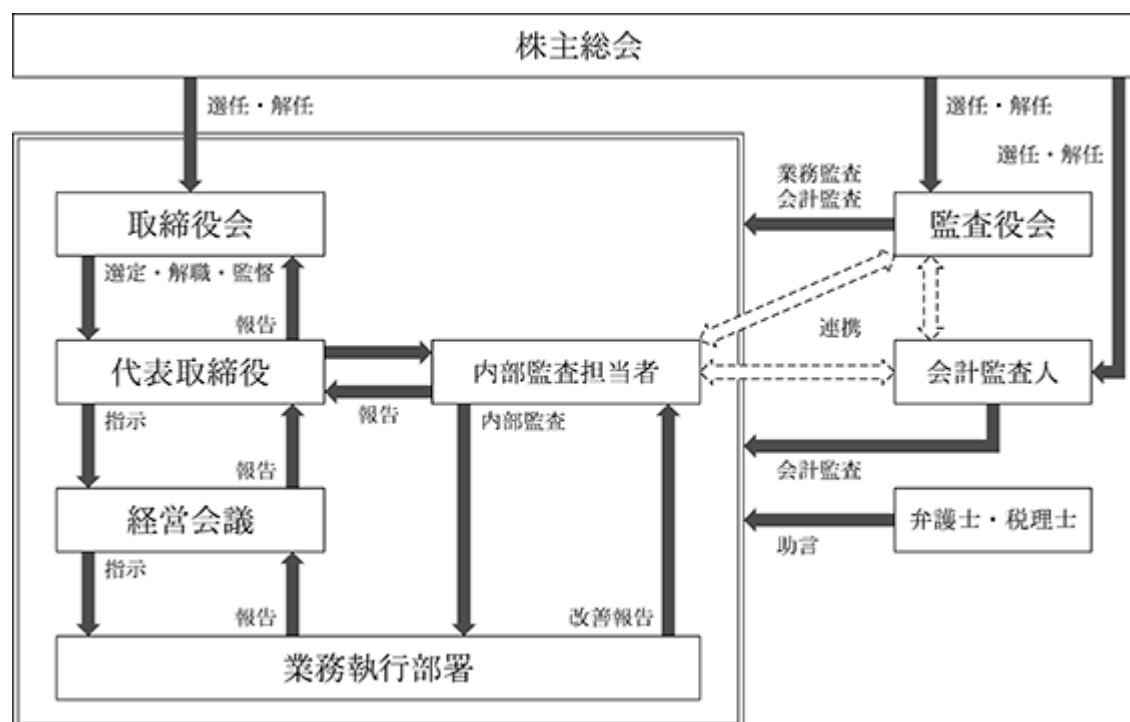 株主総会
選任・解任
選任・解任
選任・解任
業務監査
会計監査
取締役会
監査役会
選定・解職・監督
報告
連携
代表取締役
内部監査担当者
会計監査人
指示
報告
内部監査
報告
会計監査
経営会議
弁護士・税理士
助言
指示
報告
改善報告
業務執行部署